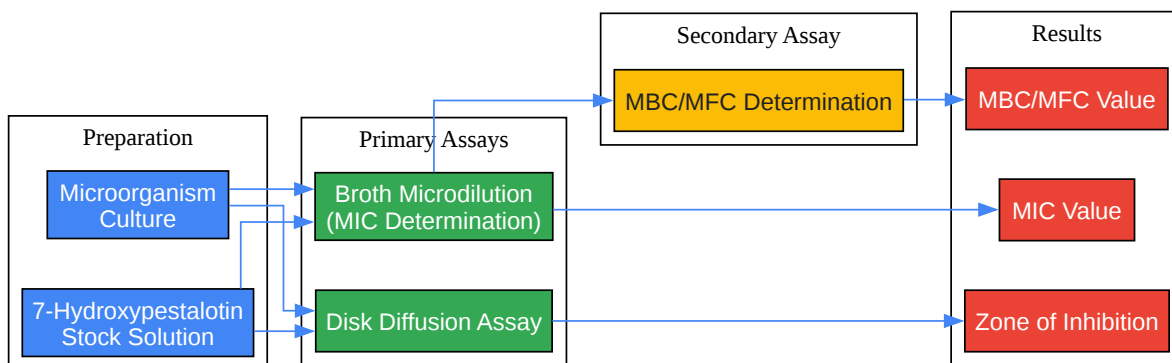 Preparation
Microorganism
Culture
7-Hydroxypestalotin
Stock Solution
Primary Assays
Broth Microdilution
(MIC Determination)
Disk Diffusion Assay
Secondary Assay
MBC/MFC Determination
Results
MBC/MFC Value
MIC Value
Zone of Inhibition